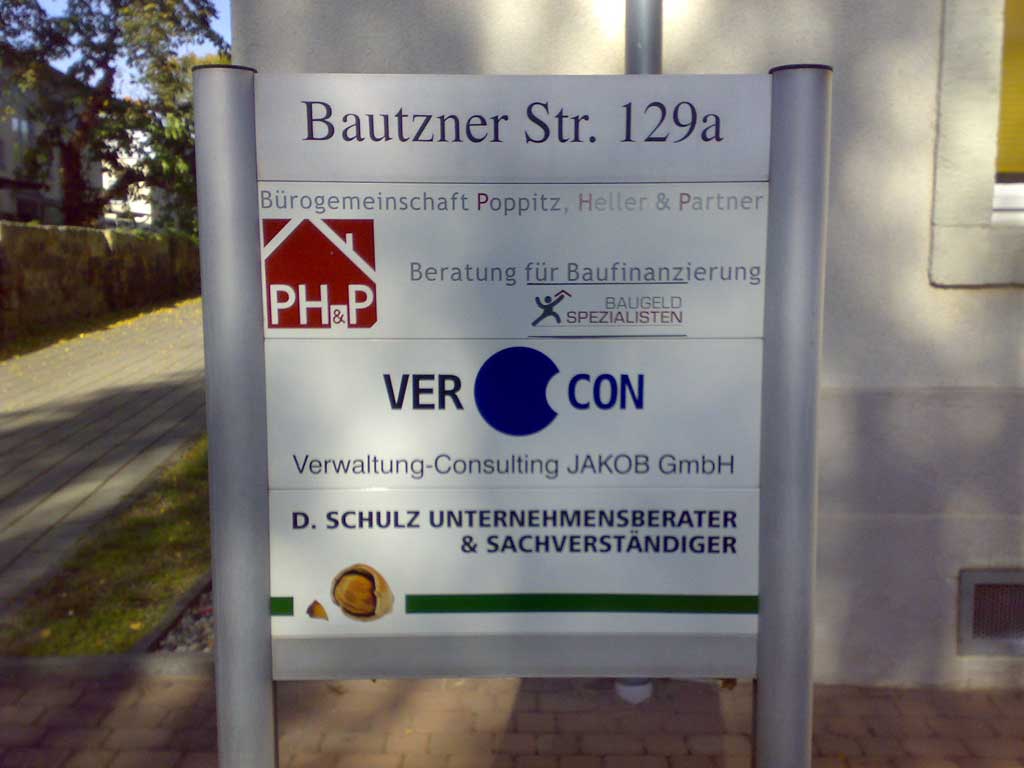 Bautzner Str. 129a
Bürogemeinschaft Poppitz, Heller & Partner
PH&P
Beratung für Baufinanzierung
BAUGELD
SPEZIALISTEN
VER CON
Verwaltung-Consulting JAKOB GmbH
D. SCHULZ UNTERNEHMENSBERATER
& SACHVERSTÄNDIGER